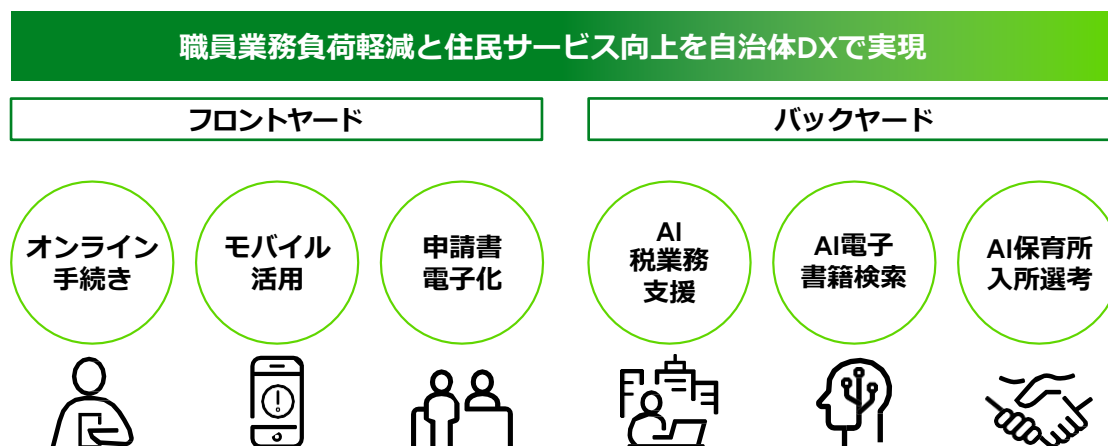 職員業務負荷軽減と住民サービス向上を自治体DXで実現
フロントヤード
バックヤード
オンライン
手続き
モバイル
活用
申請書
電子化
AI
税業務
支援
AI電子
書籍検索
AI保育所
入所選考